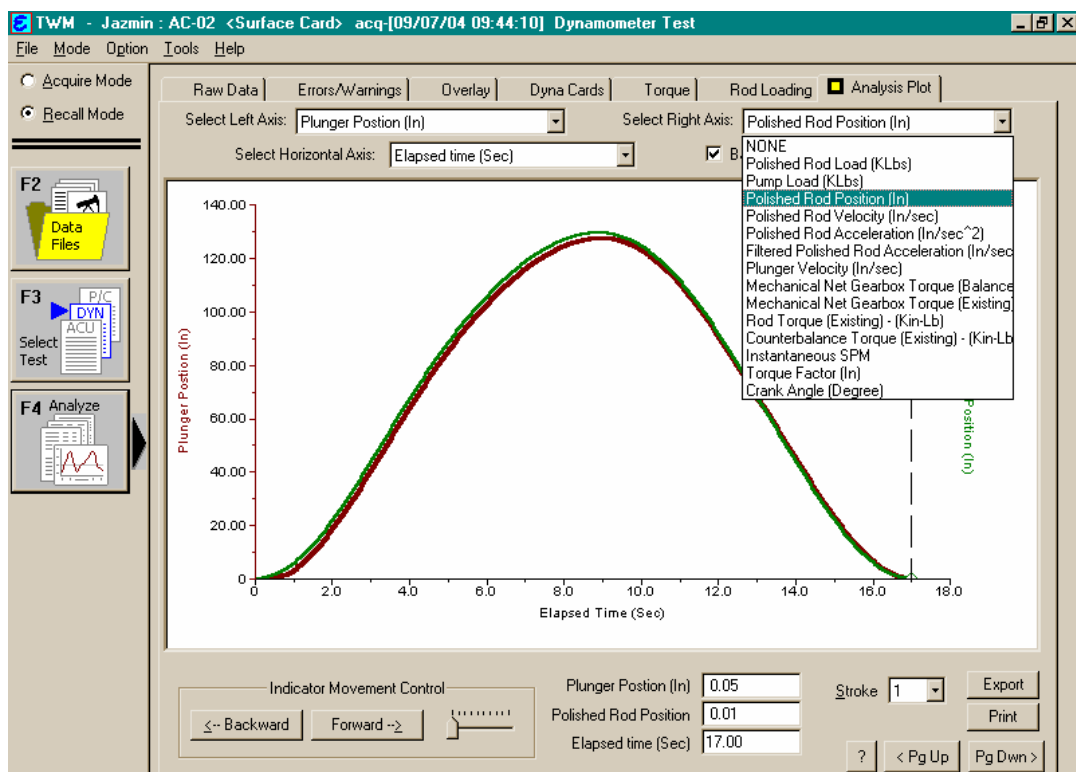 TWM - Jazmin : AC-02 <Surface Card> acq-[09/07/04 09:44:10] Dynamometer Test
File Mode Option Tools Help
Acquire Mode
Recall Mode
F2
Data
Files
F3
P/C
DYN
ACU
Select
Test
F4 Analyze
Raw Data Errors/Warnings Overlay Dyna Cards Torque Rod Loading Analysis Plot
Select Left Axis: Plunger Postion (In) Select Right Axis: Polished Rod Position (In)
Select Horizontal Axis: Elapsed time (Sec)
NONE
Polished Rod Load (KLbs)
Pump Load (KLbs)
Polished Rod Position (In)
Polished Rod Velocity (In/sec)
Polished Rod Acceleration (In/sec^2)
Filtered Polished Rod Acceleration (In/sec
Plunger Velocity (In/sec)
Mechanical Net Gearbox Torque (Balance
Mechanical Net Gearbox Torque (Existing)
Rod Torque (Existing) - (Kin-Lb)
Counterbalance Torque (Existing) - (Kin-Lb
Instantaneous SPM
Torque Factor (In)
Crank Angle (Degree)
140.00
120.00
100.00
80.00
60.00
40.00
20.00
0
Plunger Postion (In)
Position (In)
0 2.0 4.0 6.0 8.0 10.0 12.0 14.0 16.0 18.0
Elapsed Time (Sec)
Indicator Movement Control
<-- Backward Forward -->
Plunger Postion (In) 0.05
Polished Rod Position 0.01
Elapsed time (Sec) 17.00
Stroke 1
Export
Print
? < Pg Up Pg Dwn >